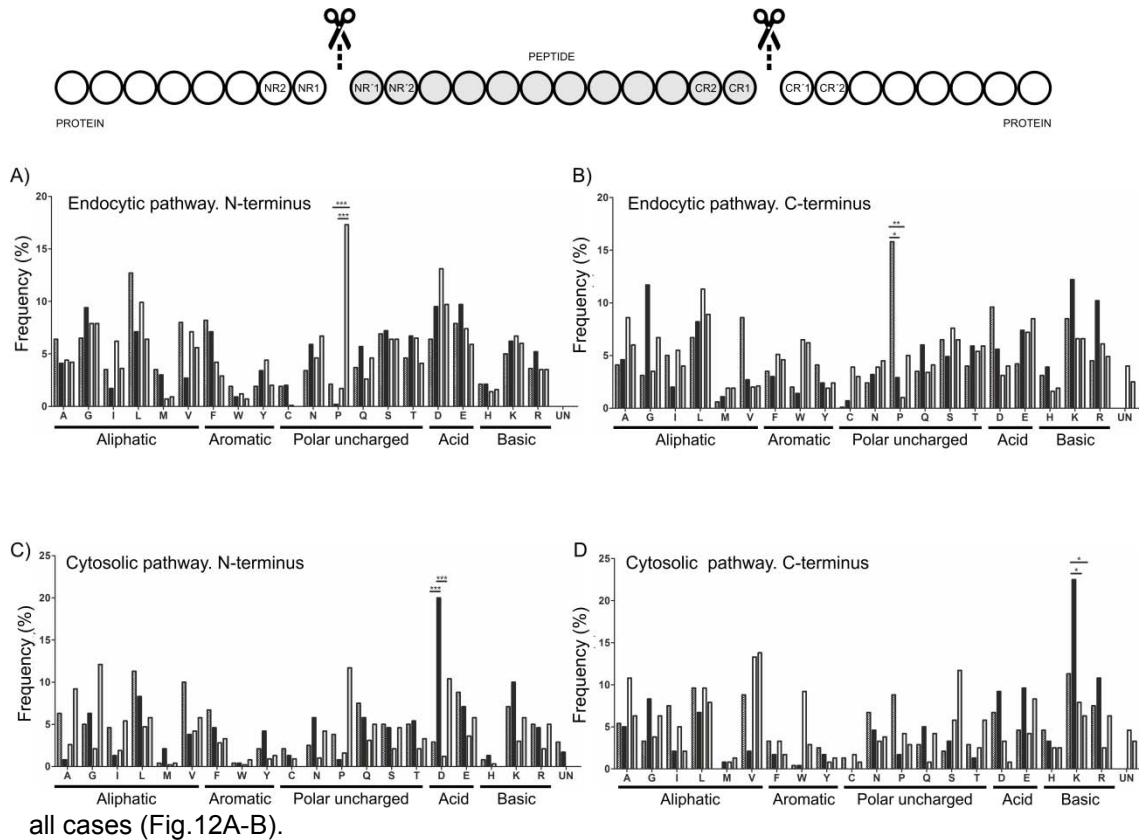 PEPTIDE
NR2 NR1 NR´1 NR´2 CR2 CR1 CR´1 CR´2
PROTEIN PROTEIN
A)
Endocytic pathway. N-terminus
Frequency (%)
20
15
10
5
0
***
***
A G I L M V F W Y C N P Q S T D E H K R UN
Aliphatic Aromatic Polar uncharged Acid Basic
B)
Endocytic pathway. C-terminus
Frequency (%)
20
15
10
5
0
**
*
A G I L M V F W Y C N P Q S T D E H K R UN
Aliphatic Aromatic Polar uncharged Acid Basic
C)
Cytosolic pathway. N-terminus
Frequency (%)
25
20
15
10
5
0
***
***
A G I L M V F W Y C N P Q S T D E H K R UN
Aliphatic Aromatic Polar uncharged Acid Basic
D
Cytosolic pathway. C-terminus
Frequency (%)
25
20
15
10
5
0
*
*
A G I L M V F W Y C N P Q S T D E H K R UN
Aliphatic Aromatic Polar uncharged Acid Basic
all cases (Fig.12A-B).